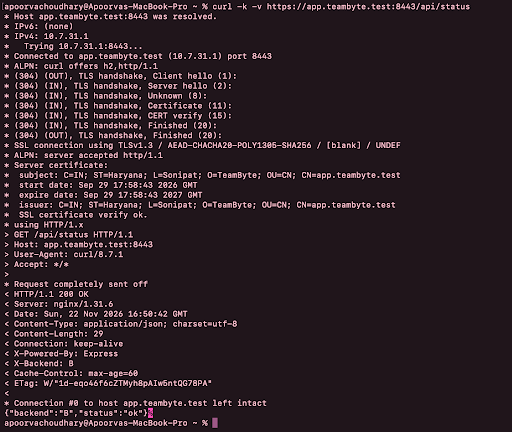 apoorvachoudhary@Apoorvas-MacBook-Pro ~ % curl -k -v https://app.teambyte.test:8443/api/status
* Host app.teambyte.test:8443 was resolved.
* IPv6: (none)
* IPv4: 10.7.31.1
*   Trying 10.7.31.1:8443...
* Connected to app.teambyte.test (10.7.31.1) port 8443
* ALPN: curl offers h2,http/1.1
* (304) (OUT), TLS handshake, Client hello (1):
* (304) (IN), TLS handshake, Server hello (2):
* (304) (IN), TLS handshake, Unknown (8):
* (304) (IN), TLS handshake, Certificate (11):
* (304) (IN), TLS handshake, CERT verify (15):
* (304) (IN), TLS handshake, Finished (20):
* (304) (OUT), TLS handshake, Finished (20):
* SSL connection using TLSv1.3 / AEAD-CHACHA20-POLY1305-SHA256 / [blank] / UNDEF
* ALPN: server accepted http/1.1
* Server certificate:
*  subject: C=IN; ST=Haryana; L=Sonipat; O=TeamByte; OU=CN; CN=app.teambyte.test
*  start date: Sep 29 17:58:43 2026 GMT
*  expire date: Sep 29 17:58:43 2027 GMT
*  issuer: C=IN; ST=Haryana; L=Sonipat; O=TeamByte; OU=CN; CN=app.teambyte.test
*  SSL certificate verify ok.
* using HTTP/1.x
> GET /api/status HTTP/1.1
> Host: app.teambyte.test:8443
> User-Agent: curl/8.7.1
> Accept: */*
>
* Request completely sent off
< HTTP/1.1 200 OK
< Server: nginx/1.31.6
< Date: Sun, 22 Nov 2026 16:50:42 GMT
< Content-Type: application/json; charset=utf-8
< Content-Length: 29
< Connection: keep-alive
< X-Powered-By: Express
< X-Backend: B
< Cache-Control: max-age=60
< ETag: W/"1d-eqo46f6cZTMyh8pAIw5ntQG78PA"
<
* Connection #0 to host app.teambyte.test left intact
{"backend":"B","status":"ok"}%
apoorvachoudhary@Apoorvas-MacBook-Pro ~ %